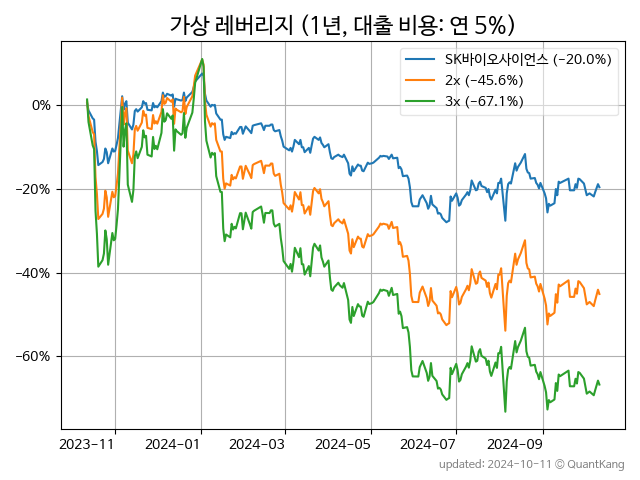 가상 레버리지 (1년, 대출 비용: 연 5%)
SK바이오사이언스 (−20.0%)
2x (−45.6%)
3x (−67.1%)
0%
−20%
−40%
−60%
2023-11 2024-01 2024-03 2024-05 2024-07 2024-09
updated: 2024-10-11 © QuantKang